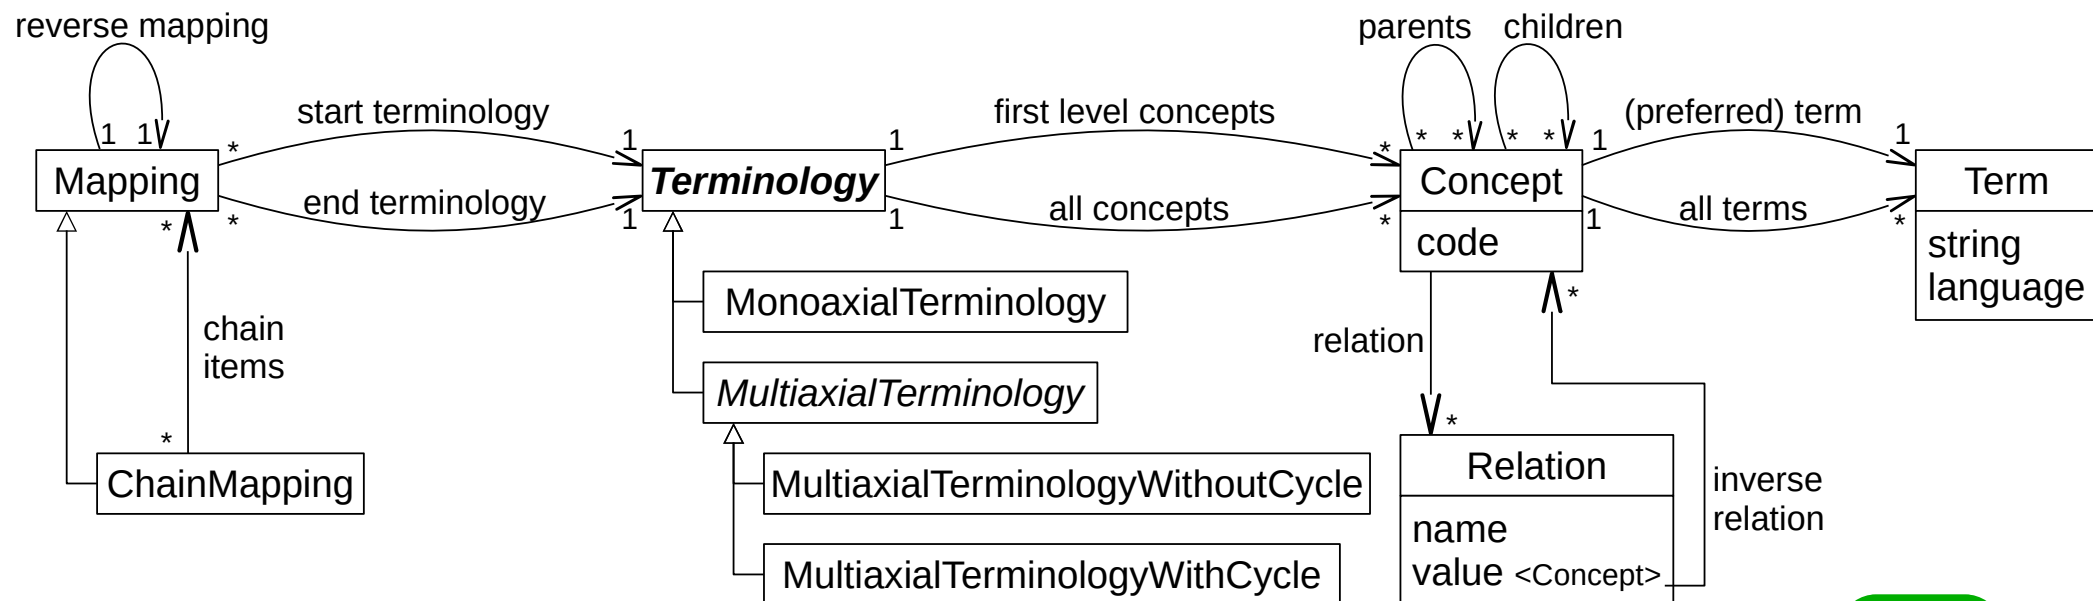 reverse mapping
parents
children
start terminology
first level concepts
(preferred) term
1 1
*
1
1
*
* *
* *
1
1
Mapping
Terminology
Concept
Term
end terminology
all concepts
all terms
*
*
1
1
*
1
*
code
string
language
MonoaxialTerminology
*
chain
items
relation
MultiaxialTerminology
*
*
Relation
ChainMapping
MultiaxialTerminologyWithoutCycle
inverse
relation
name
value <Concept>
MultiaxialTerminologyWithCycle